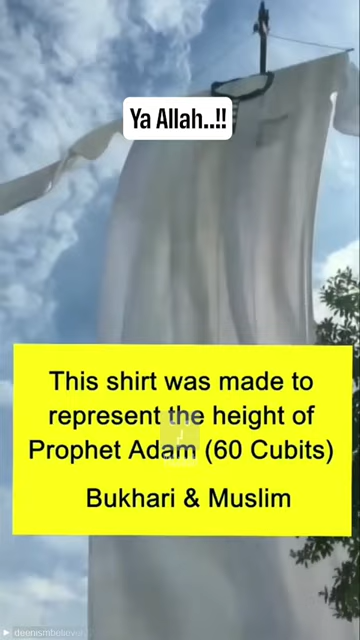 Ya Allah..!!
This shirt was made to
represent the height of
Prophet Adam (60 Cubits)
Bukhari & Muslim